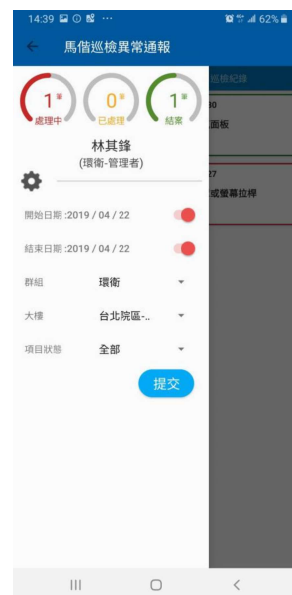 14:39 62%
馬偕巡檢異常通報
1筆 0筆 1筆
處理中 已處理 結案
巡檢紀錄
林其鋒
(環衛-管理者)
面板
或螢幕拉桿
開始日期 :2019 / 04 / 22
結束日期 :2019 / 04 / 22
群組 環衛
大樓 台北院區-..
項目狀態 全部
提交